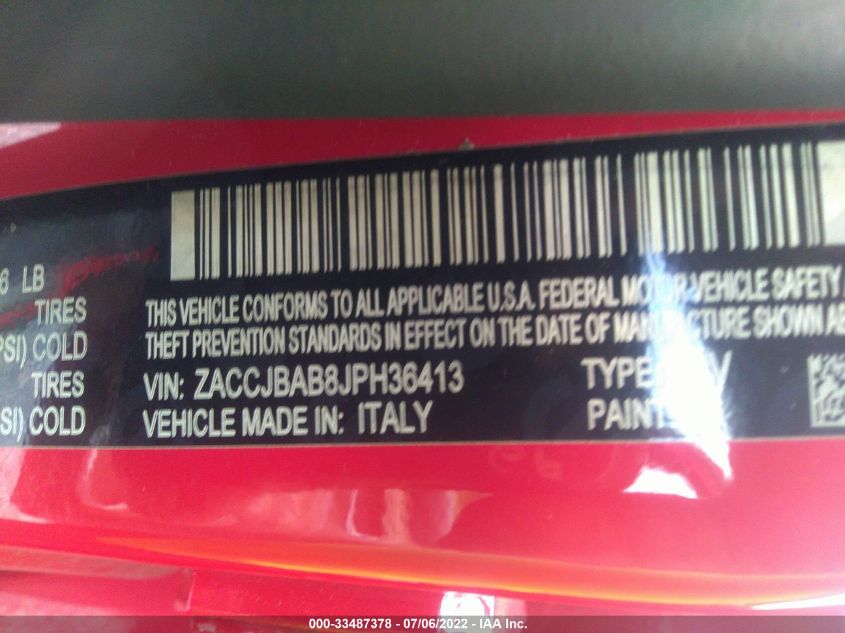 6 LB
TIRES
PSI) COLD
TIRES
SI) COLD
THIS VEHICLE CONFORMS TO ALL APPLICABLE U.S.A. FEDERAL MOTOR VEHICLE SAFETY
THEFT PREVENTION STANDARDS IN EFFECT ON THE DATE OF MANUFACTURE SHOWN AB
VIN: ZACCJBAB8JPH36413 TYPE
VEHICLE MADE IN: ITALY PAINT
000-33487378 - 07/06/2022 - IAA Inc.